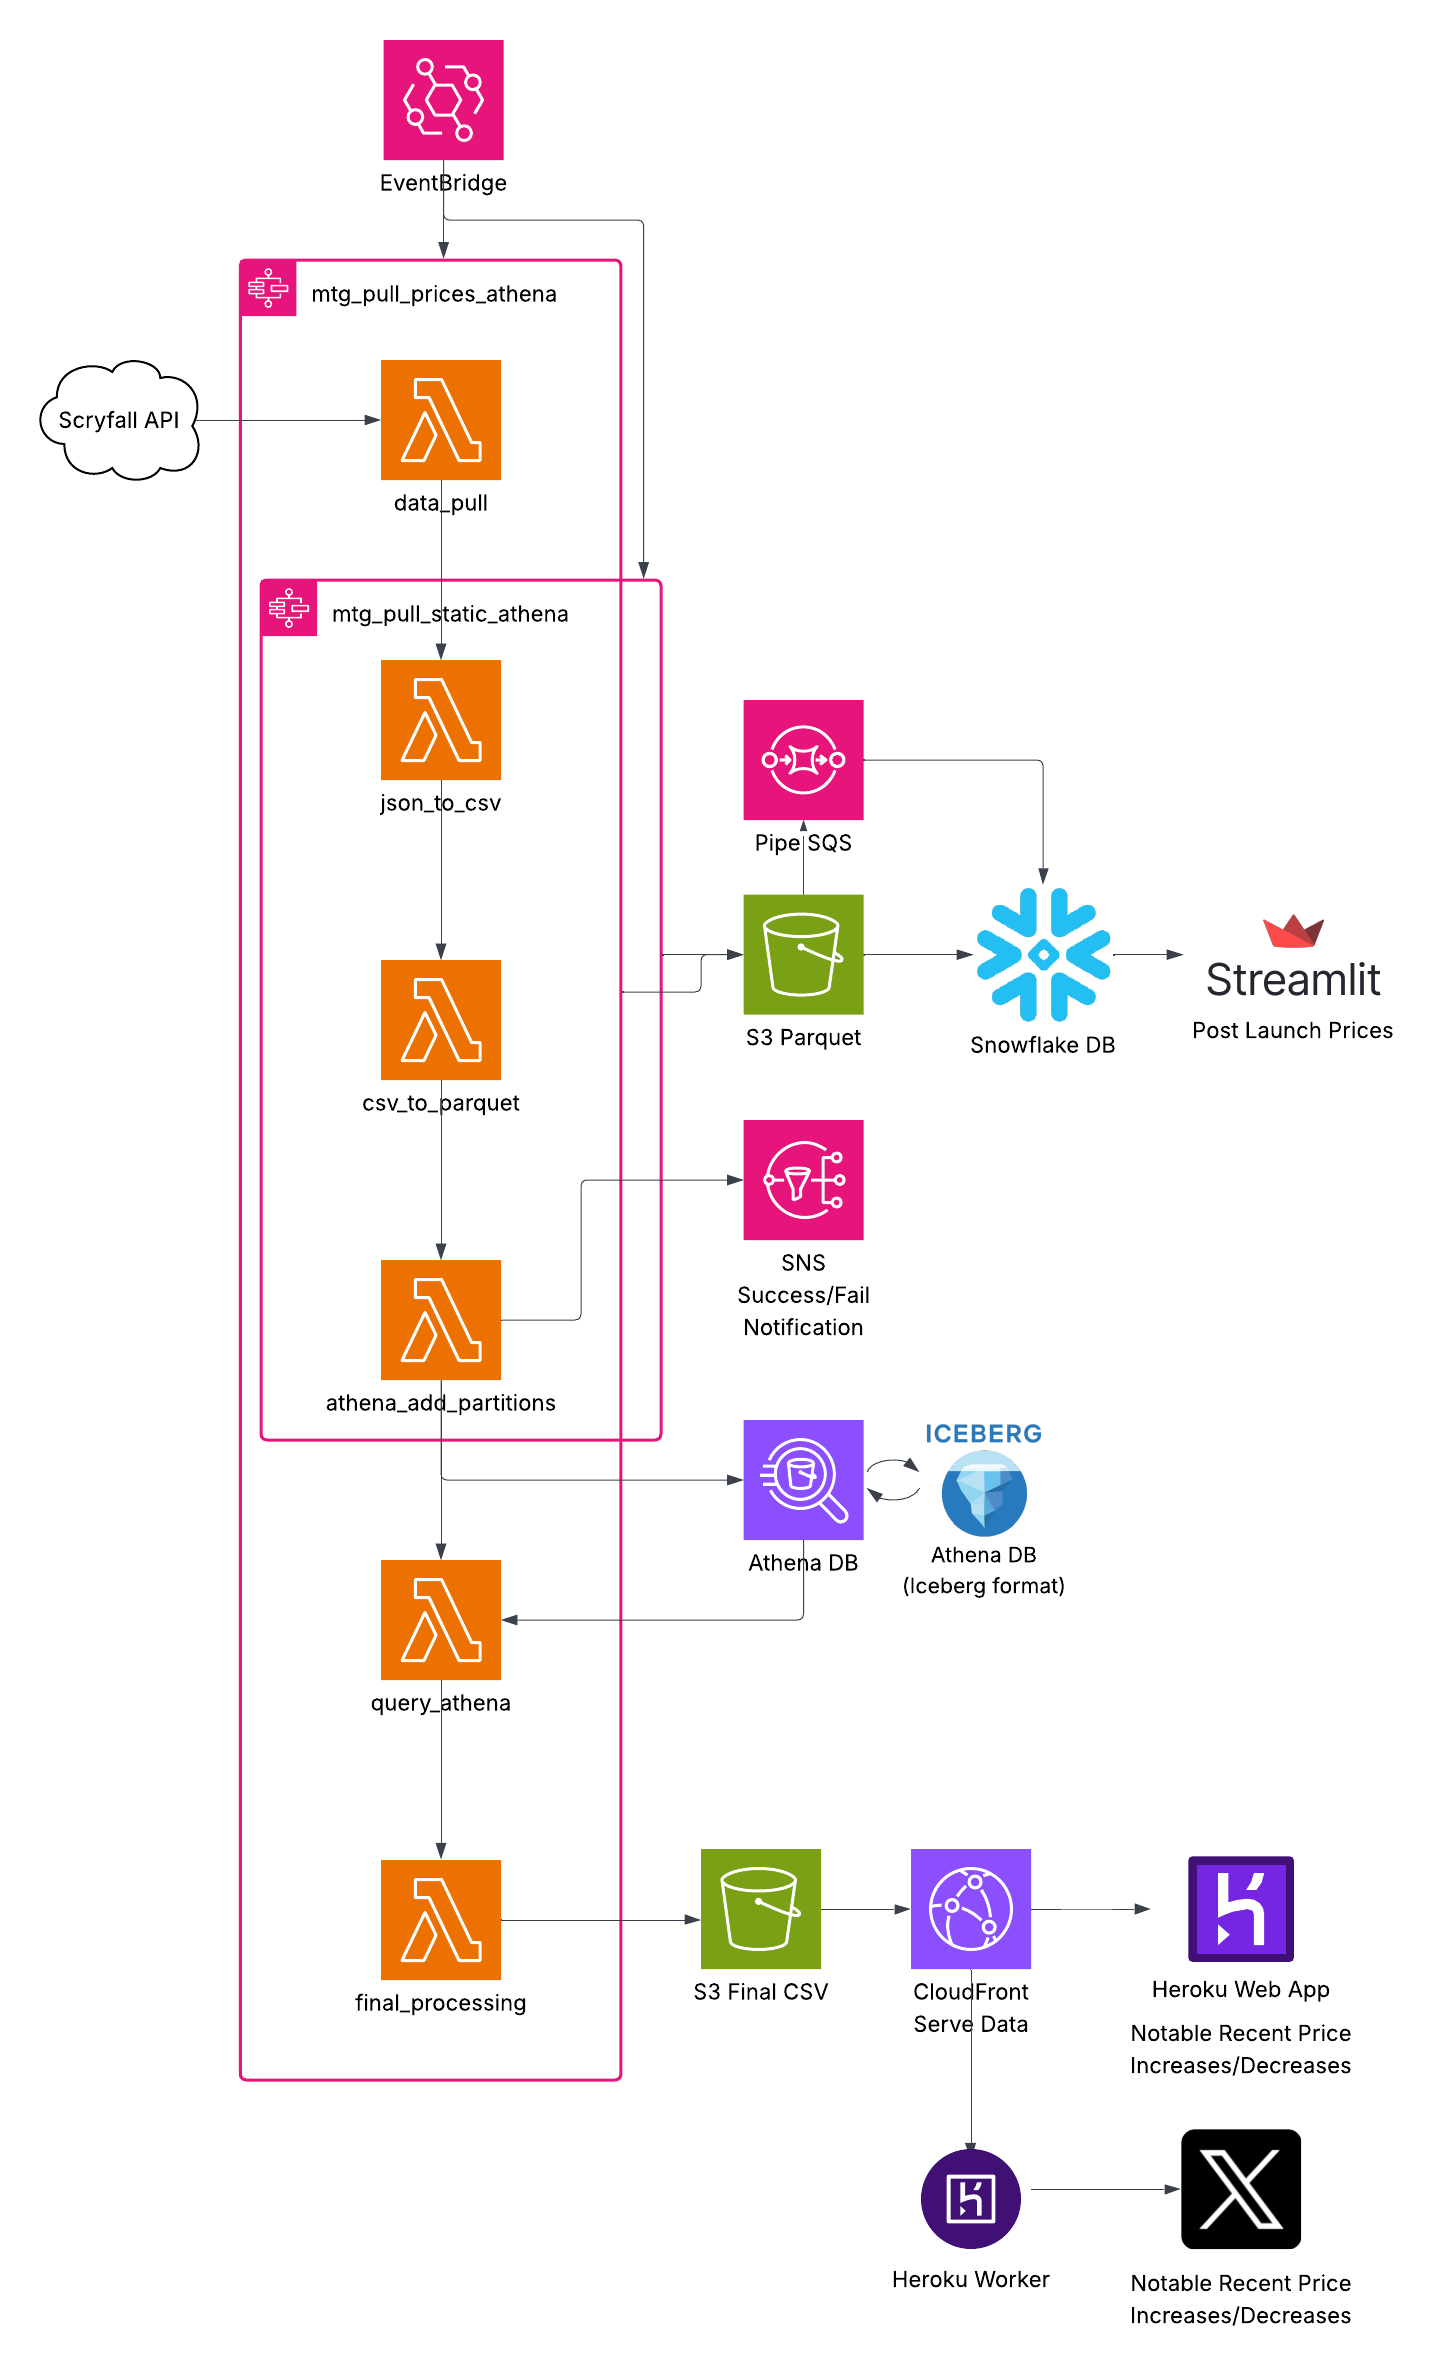 EventBridge
mtg_pull_prices_athena
Scryfall API
data_pull
mtg_pull_static_athena
json_to_csv
Pipe SQS
csv_to_parquet
S3 Parquet
Snowflake DB
Streamlit
Post Launch Prices
SNS
Success/Fail
Notification
athena_add_partitions
ICEBERG
Athena DB
Athena DB
(Iceberg format)
query_athena
final_processing
S3 Final CSV
CloudFront
Serve Data
Heroku Web App
Notable Recent Price
Increases/Decreases
Heroku Worker
Notable Recent Price
Increases/Decreases